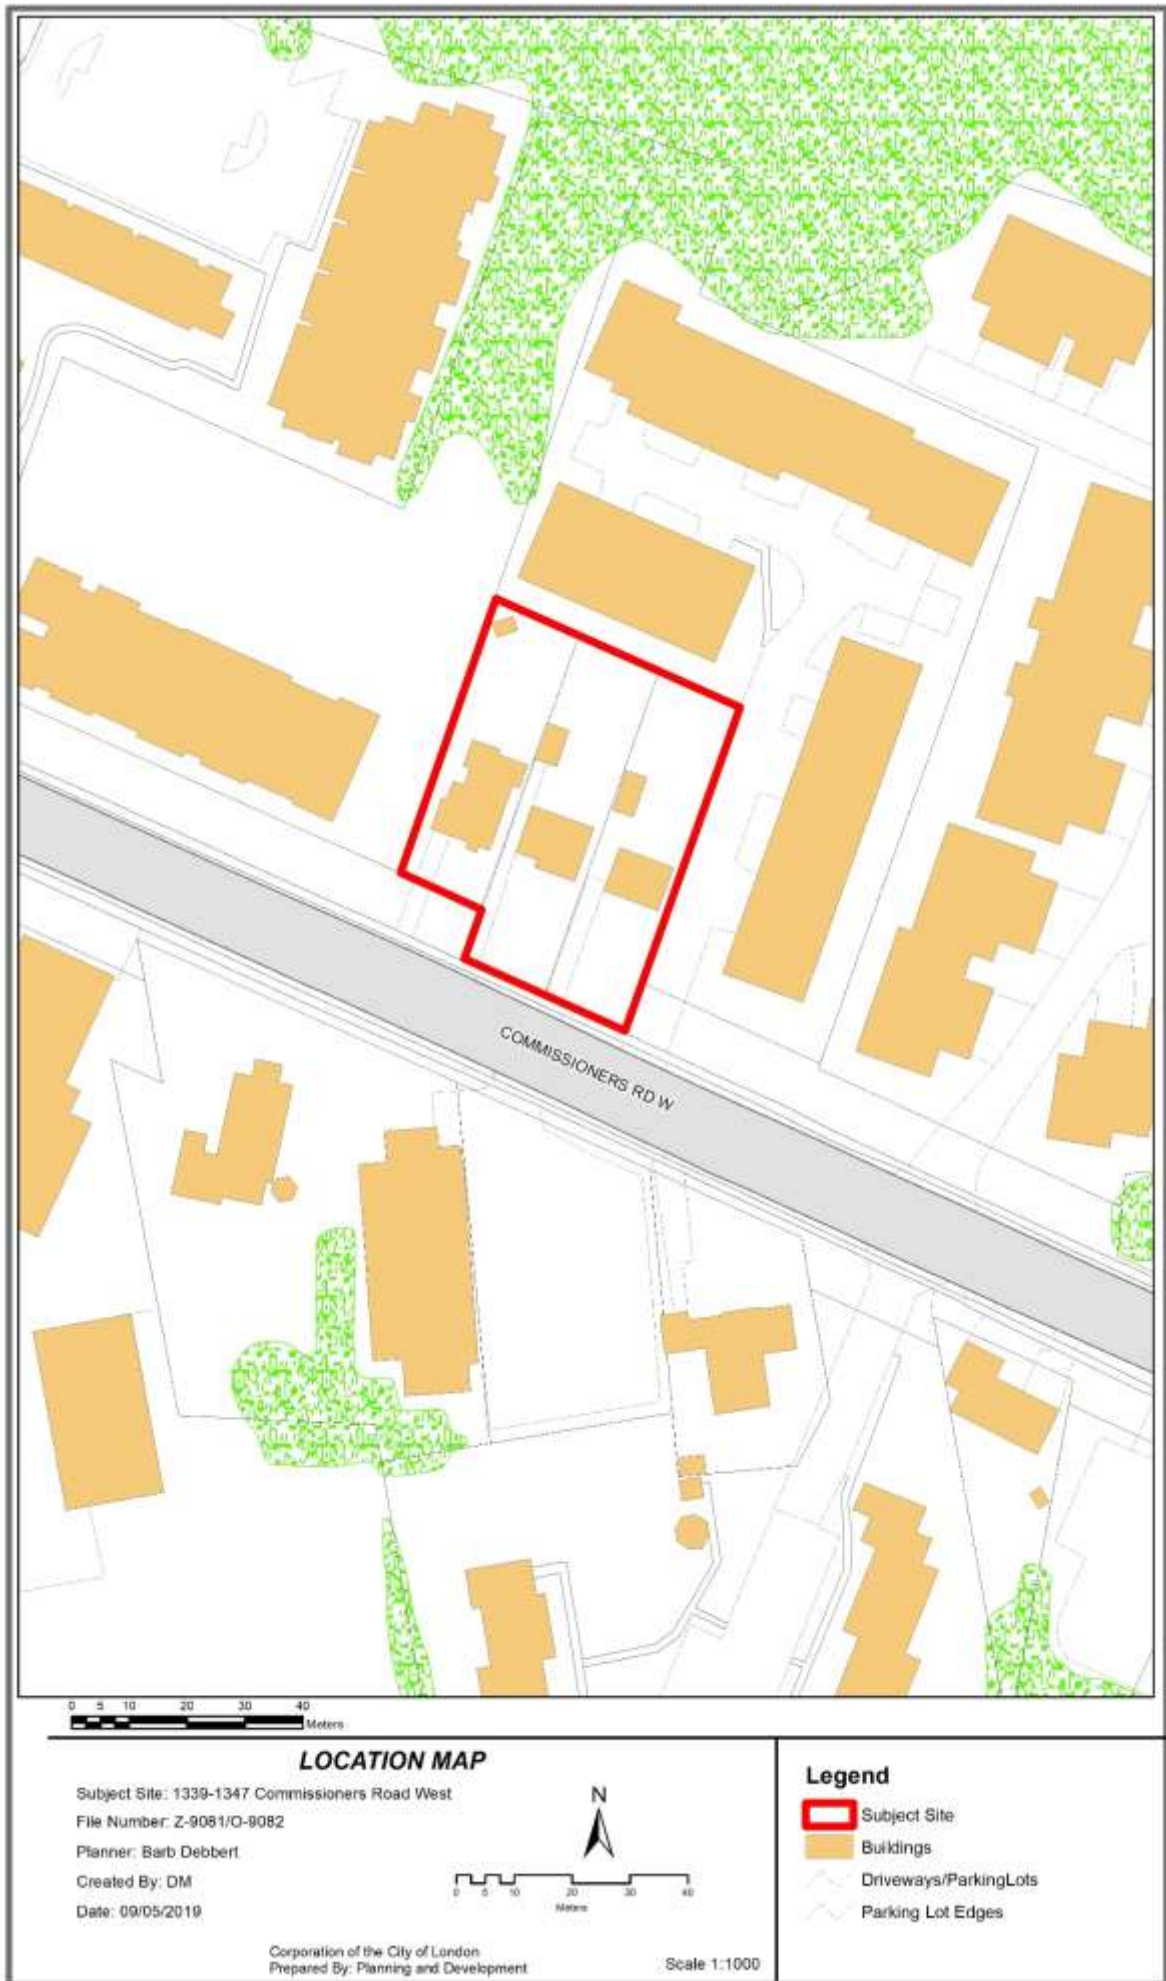 COMMISSIONERS RD W
0 5 10 20 30 40
Meters
LOCATION MAP
Subject Site: 1339-1347 Commissioners Road West
File Number: Z-9081/O-9082
Planner: Barb Debbert
Created By: DM
Date: 09/05/2019
N
0 5 10 20 30 40
Meters
Corporation of the City of London
Prepared By: Planning and Development
Scale 1:1000
Legend
Subject Site
Buildings
Driveways/ParkingLots
Parking Lot Edges